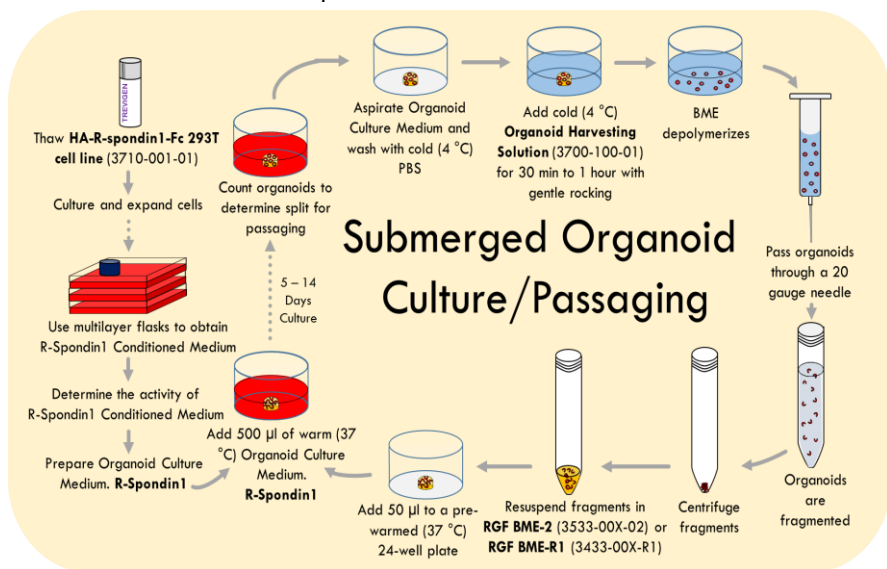 TREVIGEN
Thaw HA-R-spondin1-Fc 293T
cell line (3710-001-01)
Culture and expand cells
Use multilayer flasks to obtain
R-Spondin1 Conditioned Medium
Determine the activity of
R-Spondin1 Conditioned Medium
Prepare Organoid Culture
Medium. R-Spondin1
Add 500 µl of warm (37
°C) Organoid Culture
Medium.
R-Spondin1
5 – 14
Days
Culture
Count organoids to
determine split for
passaging
Aspirate Organoid
Culture Medium and
wash with cold (4 °C)
PBS
Add cold (4 °C)
Organoid Harvesting
Solution (3700-100-01)
for 30 min to 1 hour with
gentle rocking
BME
depolymerizes
Pass organoids
through a 20
gauge needle
Organoids
are
fragmented
Centrifuge
fragments
Resuspend fragments in
RGF BME-2 (3533-00X-02) or
RGF BME-R1 (3433-00X-R1)
Add 50 µl to a pre-
warmed (37 °C)
24-well plate
Submerged Organoid
Culture/Passaging